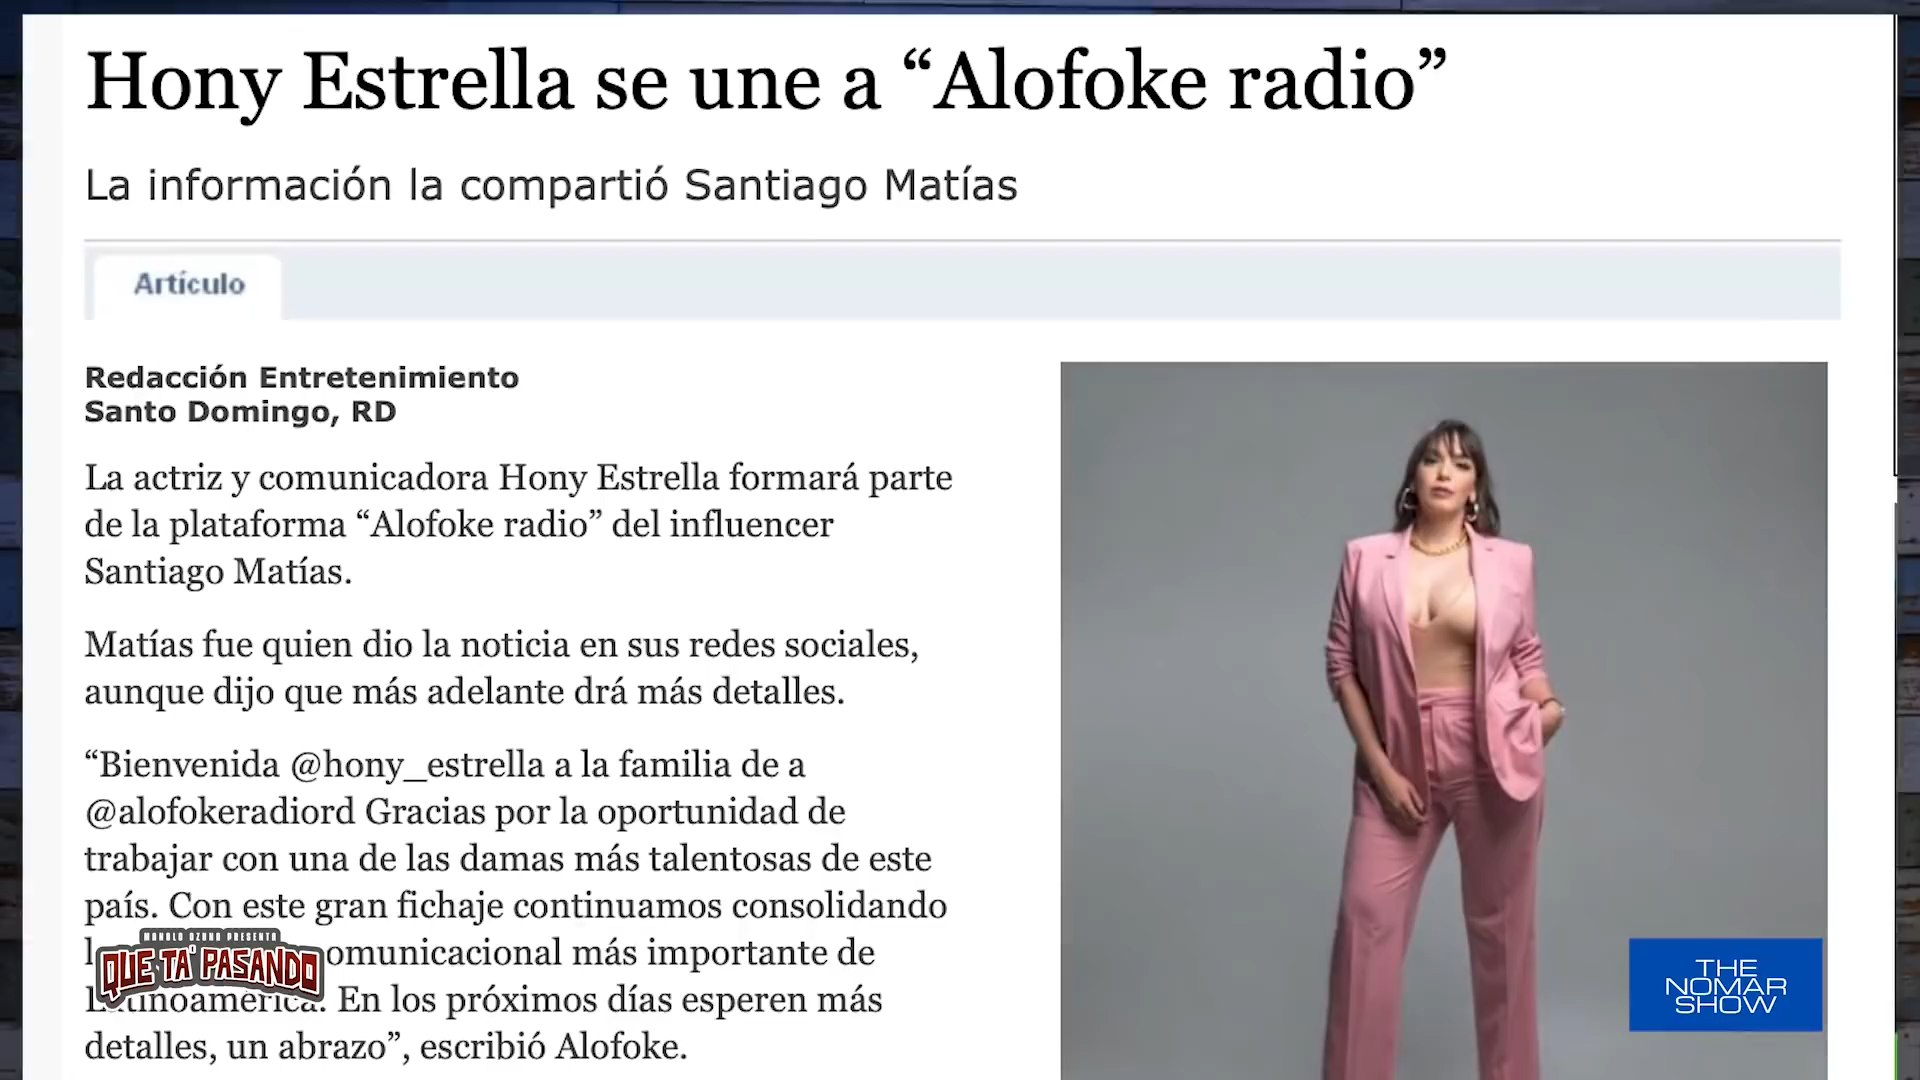 Hony Estrella se une a “Alofoke radio”
La información la compartió Santiago Matías
Artículo
Redacción Entretenimiento
Santo Domingo, RD
La actriz y comunicadora Hony Estrella formará parte
de la plataforma “Alofoke radio” del influencer
Santiago Matías.
Matías fue quien dio la noticia en sus redes sociales,
aunque dijo que más adelante drá más detalles.
“Bienvenida @hony_estrella a la familia de a
@alofokeradiord Gracias por la oportunidad de
trabajar con una de las damas más talentosas de este
país. Con este gran fichaje continuamos consolidando
más importante de
En los próximos días esperen más
detalles, un abrazo”, escribió Alofoke.
MANOLO OZUNA PRESENTA
QUE TA' PASANDO
THE
NOMAR
SHOW